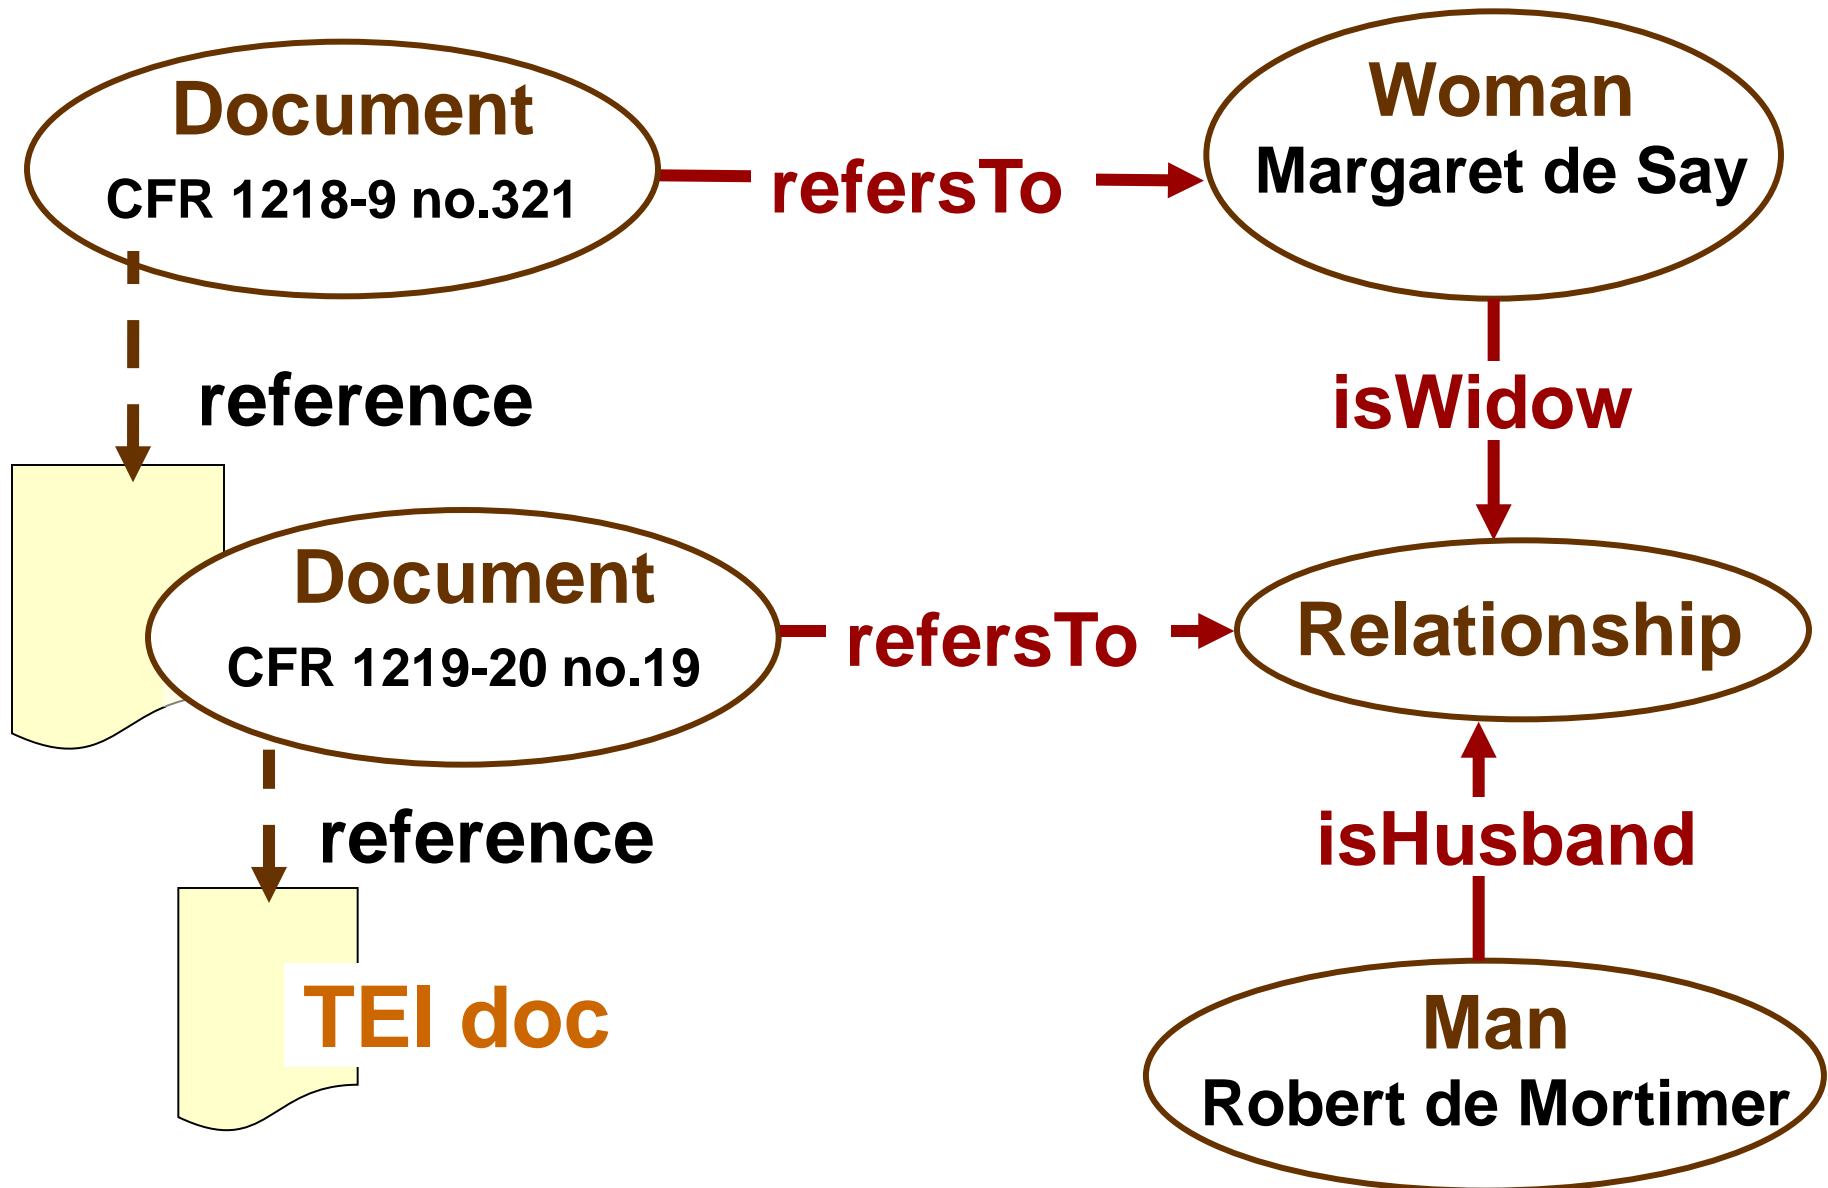 Document
CFR 1218-9 no.321
refersTo
Woman
Margaret de Say
reference
isWidow
Document
CFR 1219-20 no.19
refersTo
Relationship
reference
isHusband
TEI doc
Man
Robert de Mortimer